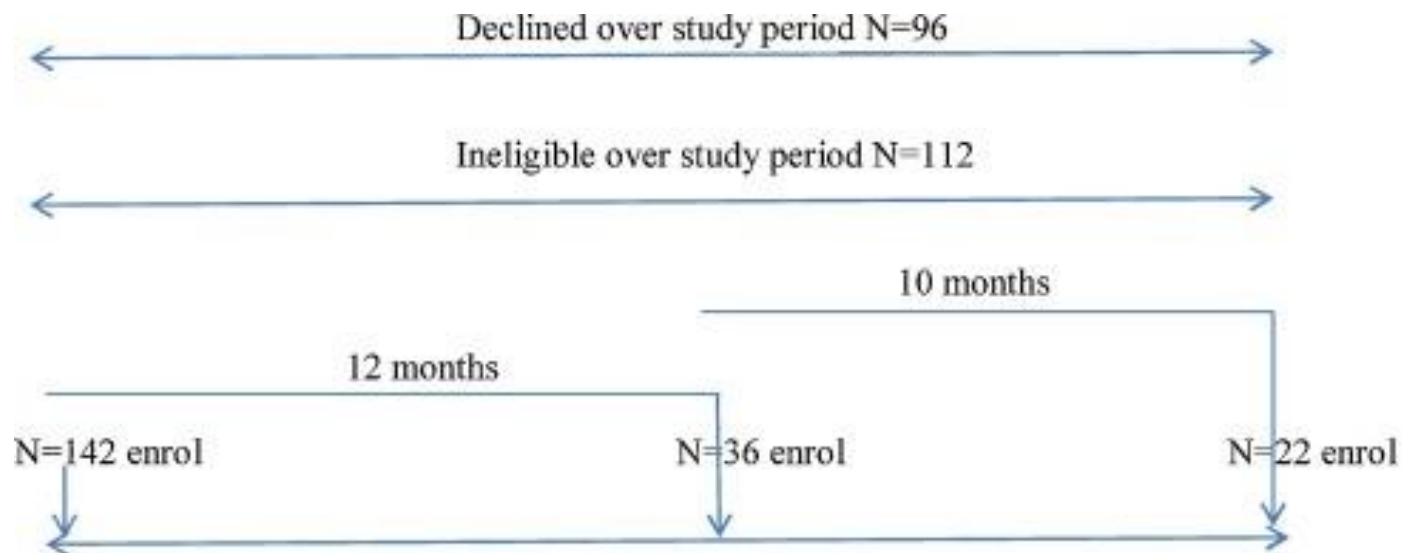 Declined over study period N=96
Ineligible over study period N=112
10 months
12 months
N=142 enrol
N=36 enrol
N=22 enrol